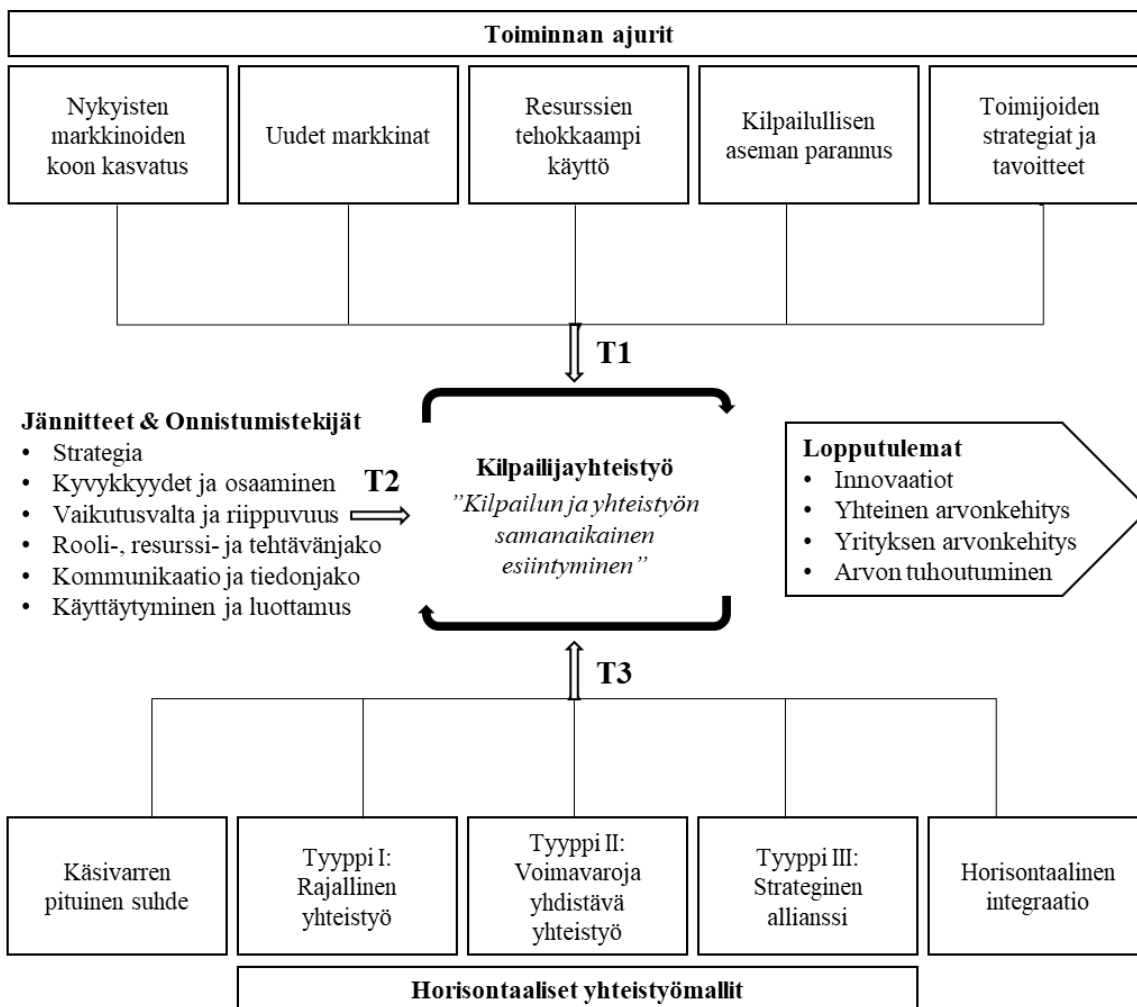 Toiminnan ajurit
Nykyisten
markkinoiden
koon kasvatus
Uudet markkinat
Resurssien
tehokkaampi
käyttö
Kilpailullisen
aseman parannus
Toimijoiden
strategiat ja
tavoitteet
T1
Jännitteet & Onnistumistekijät
• Strategia
• Kyvykkyydet ja osaaminen
• Vaikutusvalta ja riippuvuus
• Rooli-, resurssi- ja tehtävänjako
• Kommunikaatio ja tiedonjako
• Käyttäytyminen ja luottamus
T2
Kilpailijayhteistyö
”Kilpailun ja yhteistyön
samanaikainen
esiintyminen”
Lopputulemat
• Innovaatiot
• Yhteinen arvonkehitys
• Yrityksen arvonkehitys
• Arvon tuhoutuminen
T3
Käsivarren
pituinen suhde
Tyyppi I:
Rajallinen
yhteistyö
Tyyppi II:
Voimavaroja
yhdistävä
yhteistyö
Tyyppi III:
Strateginen
allianssi
Horisontaalinen
integraatio
Horisontaaliset yhteistyömallit